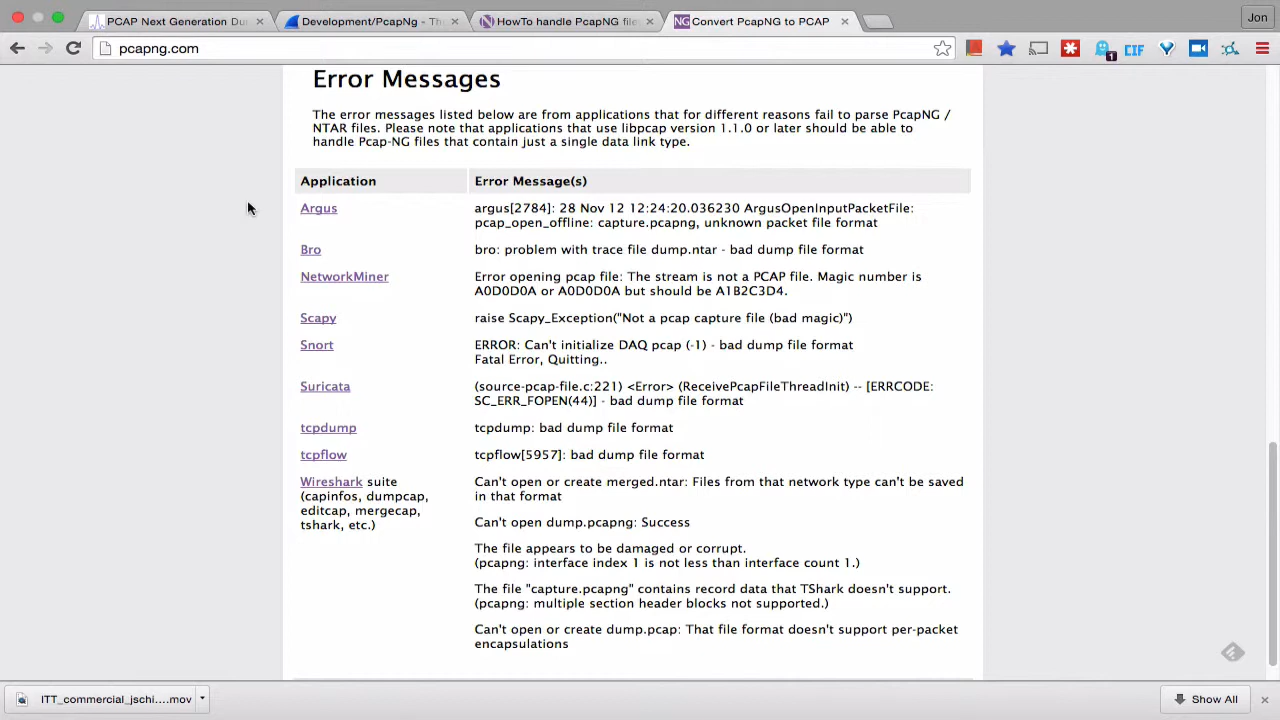 PCAP Next Generation Du
Development/PcapNg - Th
HowTo handle PcapNG file
NG Convert PcapNG to PCAP
Jon
pcapng.com
1
CIF
Error Messages
The error messages listed below are from applications that for different reasons fail to parse PcapNG /
NTAR files. Please note that applications that use libpcap version 1.1.0 or later should be able to
handle Pcap-NG files that contain just a single data link type.
Application Error Message(s)
Argus argus[2784]: 28 Nov 12 12:24:20.036230 ArgusOpenInputPacketFile:
pcap_open_offline: capture.pcapng, unknown packet file format
Bro bro: problem with trace file dump.ntar - bad dump file format
NetworkMiner Error opening pcap file: The stream is not a PCAP file. Magic number is
A0D0D0A or A0D0D0A but should be A1B2C3D4.
Scapy raise Scapy_Exception("Not a pcap capture file (bad magic)")
Snort ERROR: Can't initialize DAQ pcap (-1) - bad dump file format
Fatal Error, Quitting..
Suricata (source-pcap-file.c:221) <Error> (ReceivePcapFileThreadInit) -- [ERRCODE:
SC_ERR_FOPEN(44)] - bad dump file format
tcpdump tcpdump: bad dump file format
tcpflow tcpflow[5957]: bad dump file format
Wireshark suite
(capinfos, dumpcap,
editcap, mergecap,
tshark, etc.)
Can't open or create merged.ntar: Files from that network type can't be saved
in that format
Can't open dump.pcapng: Success
The file appears to be damaged or corrupt.
(pcapng: interface index 1 is not less than interface count 1.)
The file "capture.pcapng" contains record data that TShark doesn't support.
(pcapng: multiple section header blocks not supported.)
Can't open or create dump.pcap: That file format doesn't support per-packet
encapsulations
ITT_commercial_jschi....mov
Show All